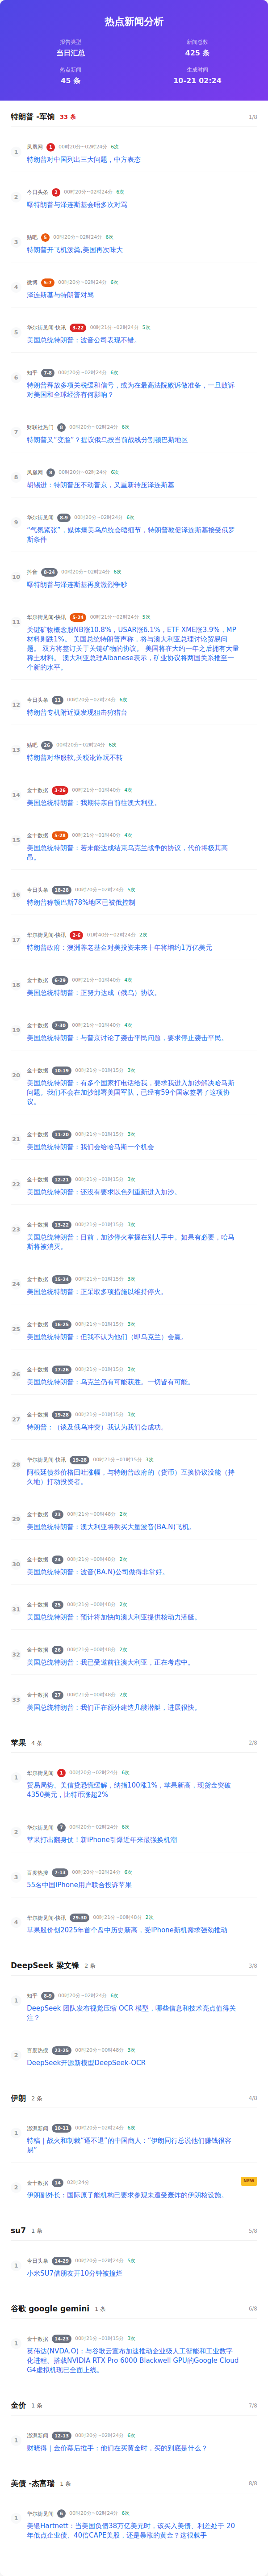 热点新闻分析
报告类型
当日汇总
新闻总数
425 条
热点新闻
45 条
生成时间
10-21 02:24
特朗普 -军饷 33 条 1/8
1
凤凰网 1 00时20分~02时24分 6次
特朗普对中国列出三大问题，中方表态
2
今日头条 2 00时20分~02时24分 6次
曝特朗普与泽连斯基会晤多次对骂
3
贴吧 5 00时20分~02时24分 6次
特朗普开飞机泼粪,美国再次味大
4
微博 5-7 00时20分~02时24分 6次
泽连斯基与特朗普对骂
5
华尔街见闻-快讯 3-22 00时21分~02时24分 5次
美国总统特朗普：波音公司表现不错。
6
知乎 7-8 00时20分~02时24分 6次
特朗普释放多项关税缓和信号，或为在最高法院败诉做准备，一旦败诉
对美国和全球经济有何影响？
7
财联社热门 8 00时20分~02时24分 6次
特朗普又“变脸”？提议俄乌按当前战线分割顿巴斯地区
8
凤凰网 8 00时20分~02时24分 6次
胡锡进：特朗普压不动普京，又重新转压泽连斯基
9
华尔街见闻 8-9 00时20分~02时24分 6次
“气氛紧张”，媒体爆美乌总统会晤细节，特朗普敦促泽连斯基接受俄罗
斯条件
10
抖音 8-24 00时20分~02时24分 6次
曝特朗普与泽连斯基再度激烈争吵
11
华尔街见闻-快讯 5-24 00时21分~02时24分 5次
关键矿物概念股NB涨10.8%，USAR涨6.1%，ETF XME涨3.9%，MP
材料则跌1%。 美国总统特朗普声称，将与澳大利亚总理讨论贸易问
题。 双方将签订关于关键矿物的协议。 美国将在大约一年之后拥有大量
稀土材料。 澳大利亚总理Albanese表示，矿业协议将两国关系推至一
个新的水平。
12
今日头条 11 00时20分~02时24分 6次
特朗普专机附近疑发现狙击狩猎台
13
贴吧 26 00时20分~02时24分 6次
特朗普对华服软,关税讹诈玩不转
14
金十数据 3-26 00时21分~01时40分 4次
美国总统特朗普：我期待亲自前往澳大利亚。
15
金十数据 5-28 00时21分~01时40分 4次
美国总统特朗普：若未能达成结束乌克兰战争的协议，代价将极其高
昂。
16
今日头条 18-28 00时20分~02时24分 5次
特朗普称顿巴斯78%地区已被俄控制
17
华尔街见闻-快讯 2-6 01时40分~02时24分 2次
特朗普政府：澳洲养老基金对美投资未来十年将增约1万亿美元
18
金十数据 6-29 00时21分~01时40分 4次
美国总统特朗普：正努力达成（俄乌）协议。
19
金十数据 7-30 00时21分~01时40分 4次
美国总统特朗普：与普京讨论了袭击平民问题，要求停止袭击平民。
20
金十数据 10-19 00时21分~01时15分 3次
美国总统特朗普：有多个国家打电话给我，要求我进入加沙解决哈马斯
问题。我们不会在加沙部署美国军队，已经有59个国家签署了这项协
议。
21
金十数据 11-20 00时21分~01时15分 3次
美国总统特朗普：我们会给哈马斯一个机会
22
金十数据 12-21 00时21分~01时15分 3次
美国总统特朗普：还没有要求以色列重新进入加沙。
23
金十数据 13-22 00时21分~01时15分 3次
美国总统特朗普：目前，加沙停火掌握在别人手中。如果有必要，哈马
斯将被消灭。
24
金十数据 15-24 00时21分~01时15分 3次
美国总统特朗普：正采取多项措施以维持停火。
25
金十数据 16-25 00时21分~01时15分 3次
美国总统特朗普：但我不认为他们（即乌克兰）会赢。
26
金十数据 17-26 00时21分~01时15分 3次
美国总统特朗普：乌克兰仍有可能获胜。一切皆有可能。
27
金十数据 19-28 00时21分~01时15分 3次
特朗普：（谈及俄乌冲突）我认为我们会成功。
28
华尔街见闻-快讯 19-28 00时21分~01时15分 3次
阿根廷债券价格回吐涨幅，与特朗普政府的（货币）互换协议没能（持
久地）打动投资者。
29
金十数据 23 00时21分~00时48分 2次
美国总统特朗普：澳大利亚将购买大量波音(BA.N)飞机。
30
金十数据 24 00时21分~00时48分 2次
美国总统特朗普：波音(BA.N)公司做得非常好。
31
金十数据 25 00时21分~00时48分 2次
美国总统特朗普：预计将加快向澳大利亚提供核动力潜艇。
32
金十数据 26 00时21分~00时48分 2次
美国总统特朗普：我已受邀前往澳大利亚，正在考虑中。
33
金十数据 27 00时21分~00时48分 2次
美国总统特朗普：我们正在额外建造几艘潜艇，进展很快。
苹果 4 条 2/8
1
华尔街见闻 1 00时20分~02时24分 6次
贸易局势、美信贷恐慌缓解，纳指100涨1%，苹果新高，现货金突破
4350美元，比特币涨超2%
2
华尔街见闻 7 00时20分~02时24分 6次
苹果打出翻身仗！新iPhone引爆近年来最强换机潮
3
百度热搜 7-13 00时20分~02时24分 6次
55名中国iPhone用户联合投诉苹果
4
华尔街见闻-快讯 29-30 00时21分~00时48分 2次
苹果股价创2025年首个盘中历史新高，受iPhone新机需求强劲推动
DeepSeek 梁文锋 2 条 3/8
1
知乎 8-9 00时20分~02时24分 6次
DeepSeek 团队发布视觉压缩 OCR 模型，哪些信息和技术亮点值得关
注？
2
百度热搜 23-25 00时20分~00时48分 3次
DeepSeek开源新模型DeepSeek-OCR
伊朗 2 条 4/8
1
澎湃新闻 10-11 00时20分~02时24分 6次
特稿｜战火和制裁“逼不退”的中国商人：“伊朗同行总说他们赚钱很容
易”
NEW
2
金十数据 14 02时24分
伊朗副外长：国际原子能机构已要求参观未遭受轰炸的伊朗核设施。
su7 1 条 5/8
1
今日头条 14-29 00时20分~02时24分 5次
小米SU7借朋友开10分钟被撞烂
谷歌 google gemini 1 条 6/8
1
金十数据 14-23 00时21分~01时15分 3次
英伟达(NVDA.O)：与谷歌云宣布加速推动企业级人工智能和工业数字
化进程。搭载NVIDIA RTX Pro 6000 Blackwell GPU的Google Cloud
G4虚拟机现已全面上线。
金价 1 条 7/8
1
澎湃新闻 12-13 00时20分~02时24分 6次
财晓得｜金价幕后推手：他们在买黄金时，买的到底是什么？
美债 -杰富瑞 1 条 8/8
1
华尔街见闻 6 00时20分~02时24分 6次
美银Hartnett：当美国负债38万亿美元时，该买入美债、利差处于 20
年低点企业债、40倍CAPE美股，还是暴涨的黄金？这很棘手